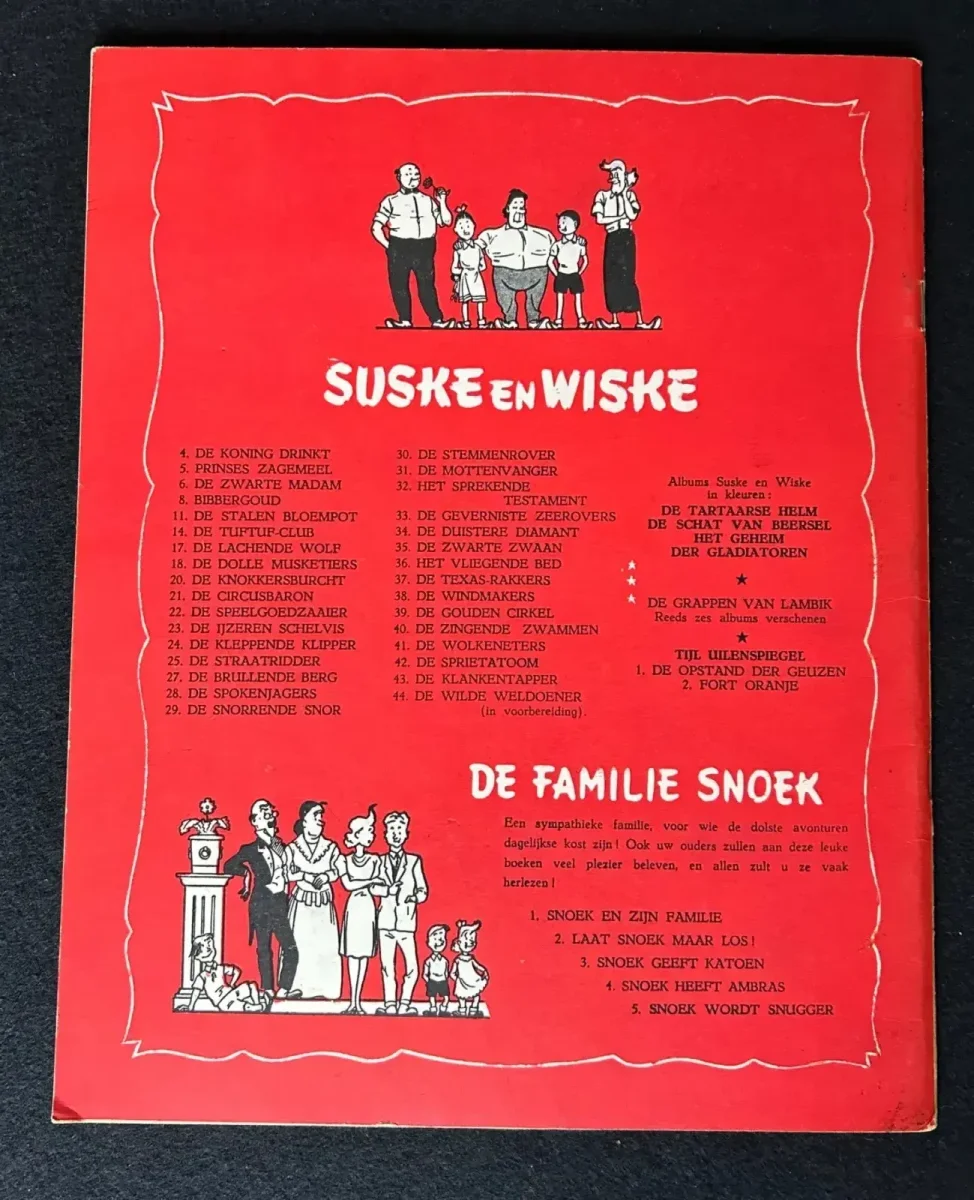 SUSKE EN WISKE
4. DE KONING DRINKT
5. PRINSES ZAGEMEEL
6. DE ZWARTE MADAM
8. BIBBERGOUD
11. DE STALEN BLOEMPOT
14. DE TUFTUF-CLUB
17. DE LACHENDE WOLF
18. DE DOLLE MUSKETIERS
20. DE KNOKKERSBURCHT
21. DE CIRCUSBARON
22. DE SPEELGOEDZAAIER
23. DE IJZEREN SCHELVIS
24. DE KLEPPENDE KLIPPER
25. DE STRAATRIDDER
27. DE BRULLENDE BERG
28. DE SPOKENJAGERS
29. DE SNORRENDE SNOR
30. DE STEMMENROVER
31. DE MOTTENVANGER
32. HET SPREKENDE
TESTAMENT
33. DE GEVERNISTE ZEEROVERS
34. DE DUISTERE DIAMANT
35. DE ZWARTE ZWAAN
36. HET VLIEGENDE BED
37. DE TEXAS-RAKKERS
38. DE WINDMAKERS
39. DE GOUDEN CIRKEL
40. DE ZINGENDE ZWAMMEN
41. DE WOLKENETERS
42. DE SPRIETATOOM
43. DE KLANKENTAPPER
44. DE WILDE WELDOENER
(in voorbereiding).
Albums Suske en Wiske
in kleuren :
DE TARTAARSE HELM
DE SCHAT VAN BEERSEL
HET GEHEIM
DER GLADIATOREN
DE GRAPPEN VAN LAMBIK
Reeds zes albums verschenen
TIJL UILENSPIEGEL
1. DE OPSTAND DER GEUZEN
2. FORT ORANJE
DE FAMILIE SNOEK
Een sympathieke familie, voor wie de dolste avonturen
dagelijkse kost zijn ! Ook uw ouders zullen aan deze leuke
boeken veel plezier beleven, en allen zult u ze vaak
herlezen !
1. SNOEK EN ZIJN FAMILIE
2. LAAT SNOEK MAAR LOS !
3. SNOEK GEEFT KATOEN
4. SNOEK HEEFT AMBRAS
5. SNOEK WORDT SNUGGER